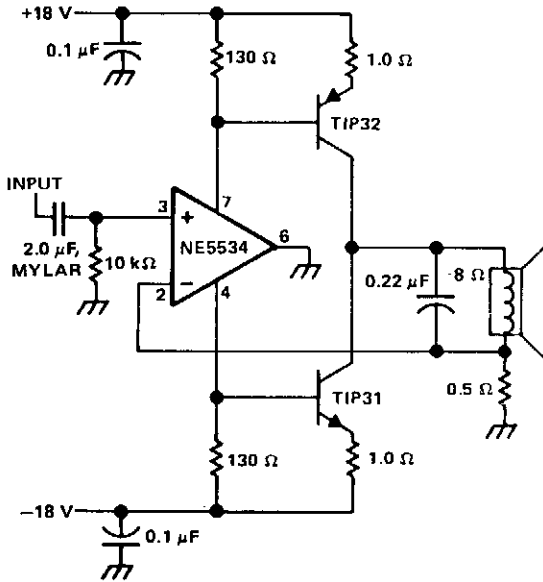 +18 V
0.1 μF
130 Ω
1.0 Ω
TIP32
INPUT
7
3
+
6
NE5534
2.0 μF,
MYLAR
10 kΩ
2
−
4
0.22 μF
8 Ω
TIP31
0.5 Ω
130 Ω
1.0 Ω
−18 V
0.1 μF